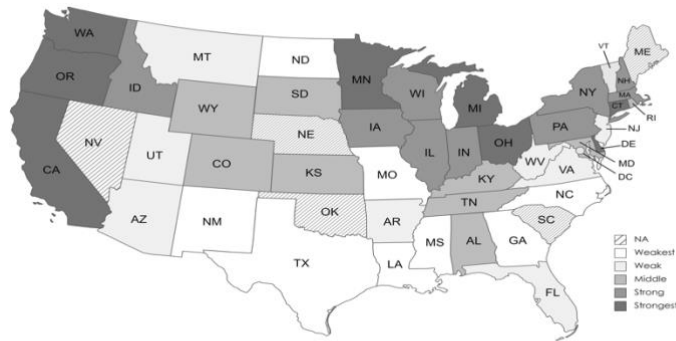 WA
MT
ND
MN
VT
ME
OR
ID
SD
WI
MI
NY
NH
MA
CT
RI
WY
NV
NE
IA
PA
NJ
UT
CO
IL
IN
OH
DE
MD
DC
CA
KS
MO
WV
VA
KY
AZ
NM
OK
AR
TN
NC
SC
TX
LA
MS
AL
GA
FL
NA
Weakest
Weak
Middle
Strong
Strongest